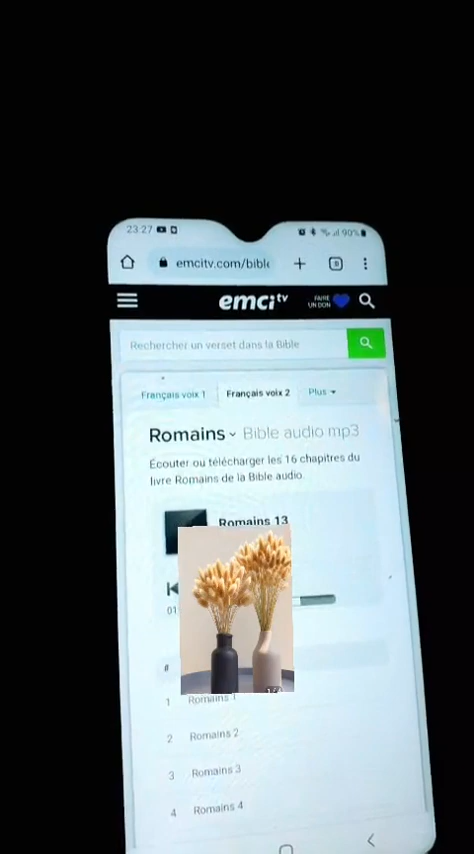 23:27
90%
emcitv.com/bible
emci tv
FAIRE
UN DON
Rechercher un verset dans la Bible
Français voix 1 Français voix 2 Plus
Romains Bible audio mp3
Écouter ou télécharger les 16 chapitres du
livre Romains de la Bible audio.
Romains 13
01:
#
1 Romains 1
2 Romains 2
3 Romains 3
4 Romains 4